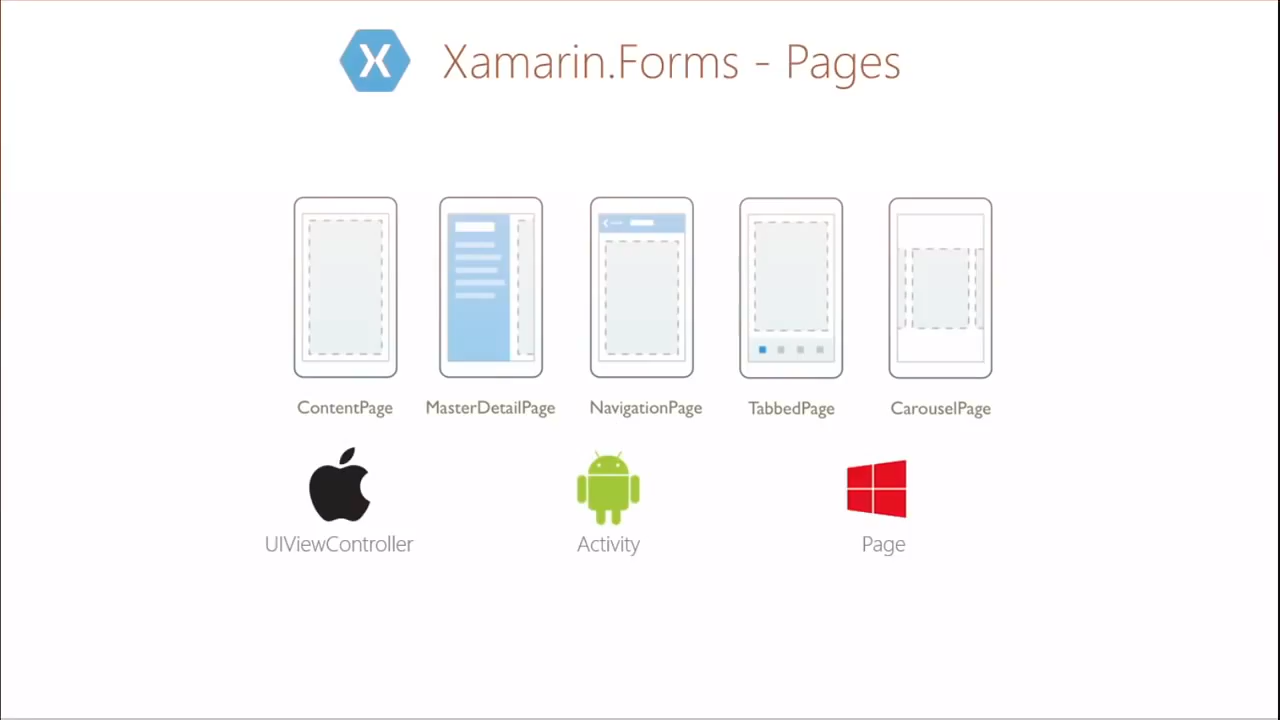 X
Xamarin.Forms - Pages
ContentPage MasterDetailPage NavigationPage TabbedPage CarouselPage
UIViewController Activity Page